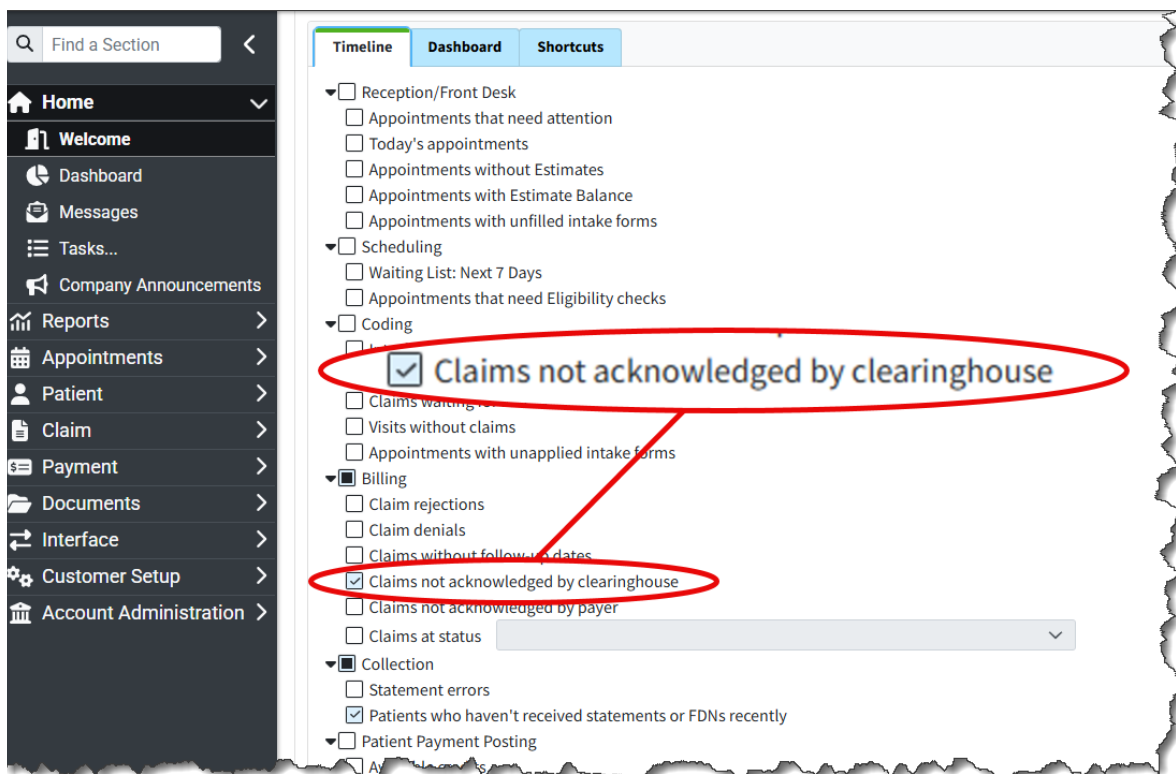 Find a Section
Home
Welcome
Dashboard
Messages
Tasks...
Company Announcements
Reports
Appointments
Patient
Claim
Payment
Documents
Interface
Customer Setup
Account Administration
Timeline Dashboard Shortcuts
Reception/Front Desk
Appointments that need attention
Today's appointments
Appointments without Estimates
Appointments with Estimate Balance
Appointments with unfilled intake forms
Scheduling
Waiting List: Next 7 Days
Appointments that need Eligibility checks
Coding
Claims not acknowledged by clearinghouse
Claims waiting
Visits without claims
Appointments with unapplied intake forms
Billing
Claim rejections
Claim denials
Claims without follow-up dates
Claims not acknowledged by clearinghouse
Claims not acknowledged by payer
Claims at status
Collection
Statement errors
Patients who haven't received statements or FDNs recently
Patient Payment Posting